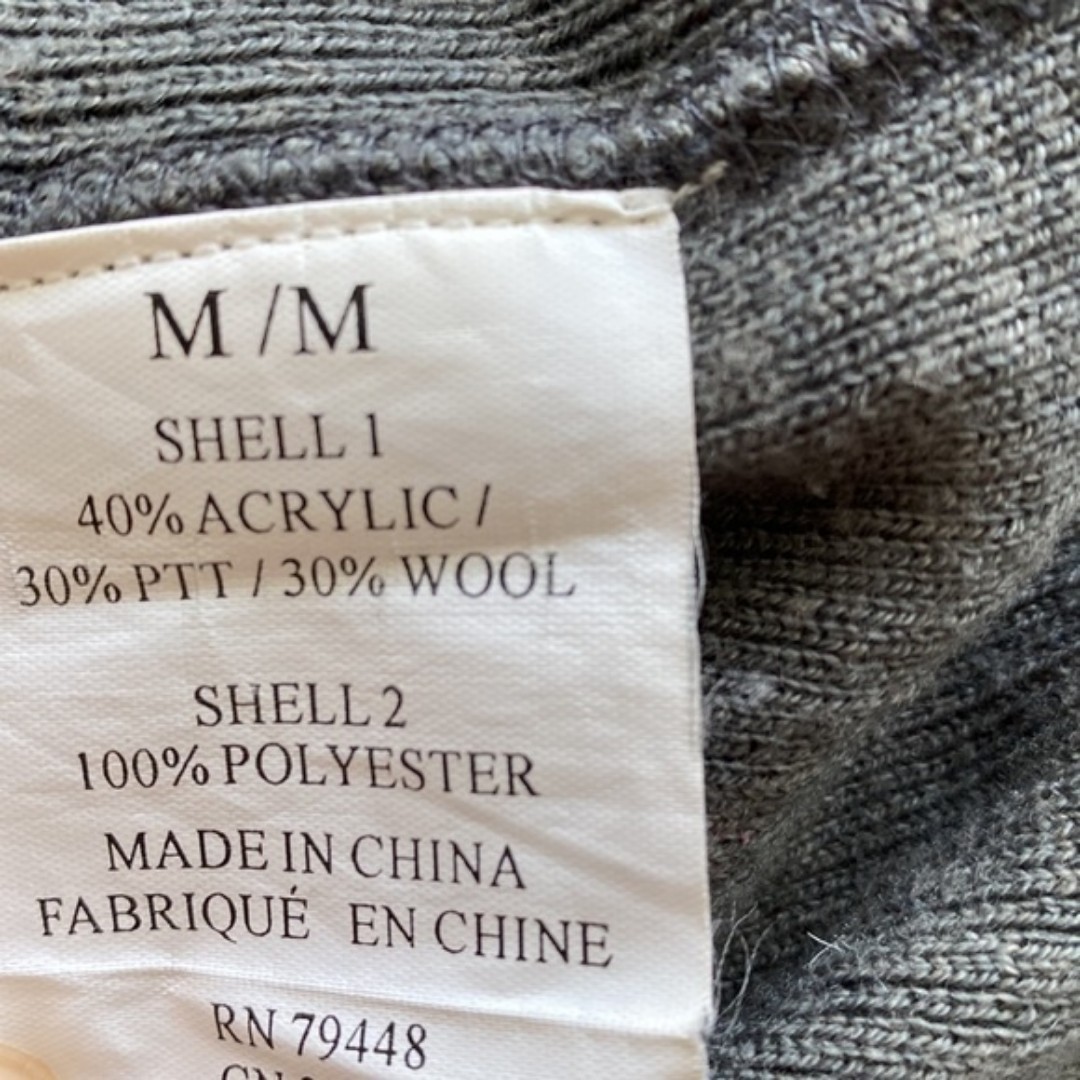 M/M
SHELL 1
40% ACRYLIC /
30% PTT / 30% WOOL
SHELL 2
100% POLYESTER
MADE IN CHINA
FABRIQUÉ EN CHINE
RN 79448